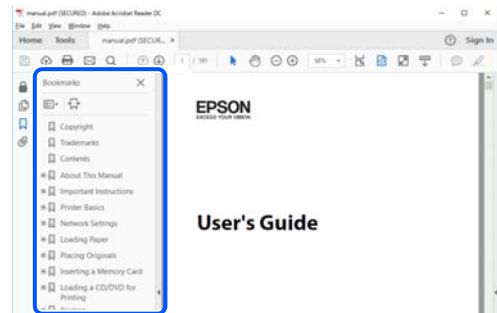 manual.pdf (SECURED) - Adobe Acrobat Reader DC
File Edit View Window Help
Home Tools manual.pdf (SECUR... × Sign In
Bookmarks
Copyright
Trademarks
Contents
About This Manual
Important Instructions
Printer Basics
Network Settings
Loading Paper
Placing Originals
Inserting a Memory Card
Loading a CD/DVD for
Printing
EPSON
EXCEED YOUR VISION
User's Guide